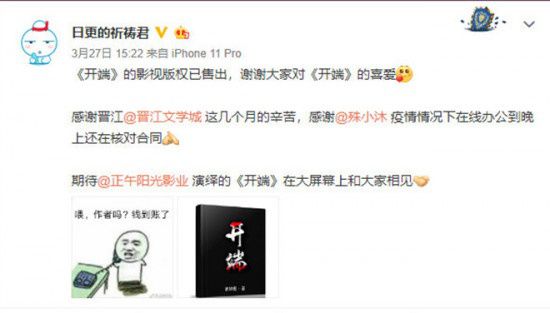 日更的祈祷君
3月27日 15:22 来自 iPhone 11 Pro
《开端》的影视版权已售出，谢谢大家对《开端》的喜爱
感谢晋江@晋江文学城 这几个月的辛苦，感谢@殊小沐 疫情情况下在线办公到晚
上还在核对合同
期待@正午阳光影业 演绎的《开端》在大屏幕上和大家相见
喂，作者吗？钱到账了
开端